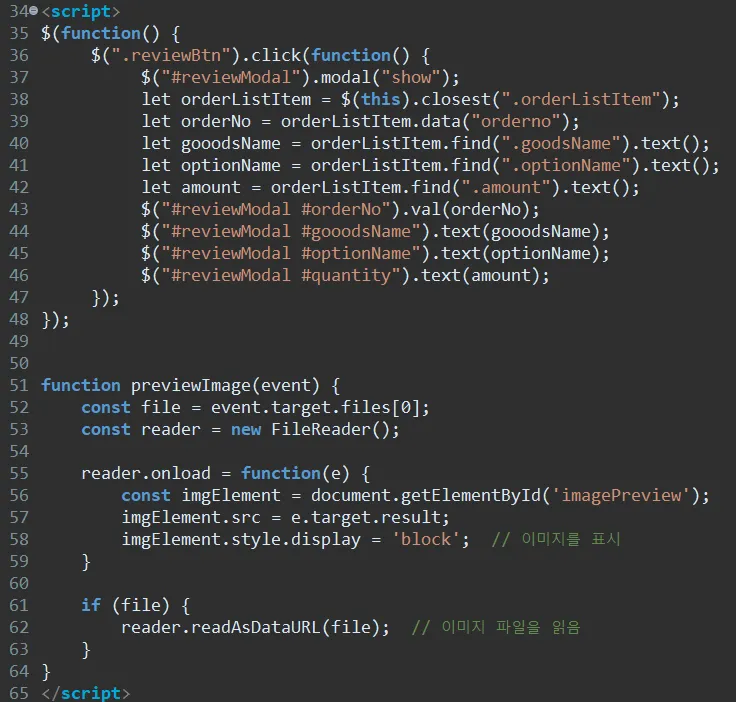 34 <script>
35 $(function() {
36     $(".reviewBtn").click(function() {
37         $("#reviewModal").modal("show");
38         let orderListItem = $(this).closest(".orderListItem");
39         let orderNo = orderListItem.data("orderno");
40         let gooodsName = orderListItem.find(".goodsName").text();
41         let optionName = orderListItem.find(".optionName").text();
42         let amount = orderListItem.find(".amount").text();
43         $("#reviewModal #orderNo").val(orderNo);
44         $("#reviewModal #gooodsName").text(gooodsName);
45         $("#reviewModal #optionName").text(optionName);
46         $("#reviewModal #quantity").text(amount);
47     });
48 });
49
50
51 function previewImage(event) {
52     const file = event.target.files[0];
53     const reader = new FileReader();
54
55     reader.onload = function(e) {
56         const imgElement = document.getElementById('imagePreview');
57         imgElement.src = e.target.result;
58         imgElement.style.display = 'block';  // 이미지를 표시
59     }
60
61     if (file) {
62         reader.readAsDataURL(file);  // 이미지 파일을 읽음
63     }
64 }
65 </script>